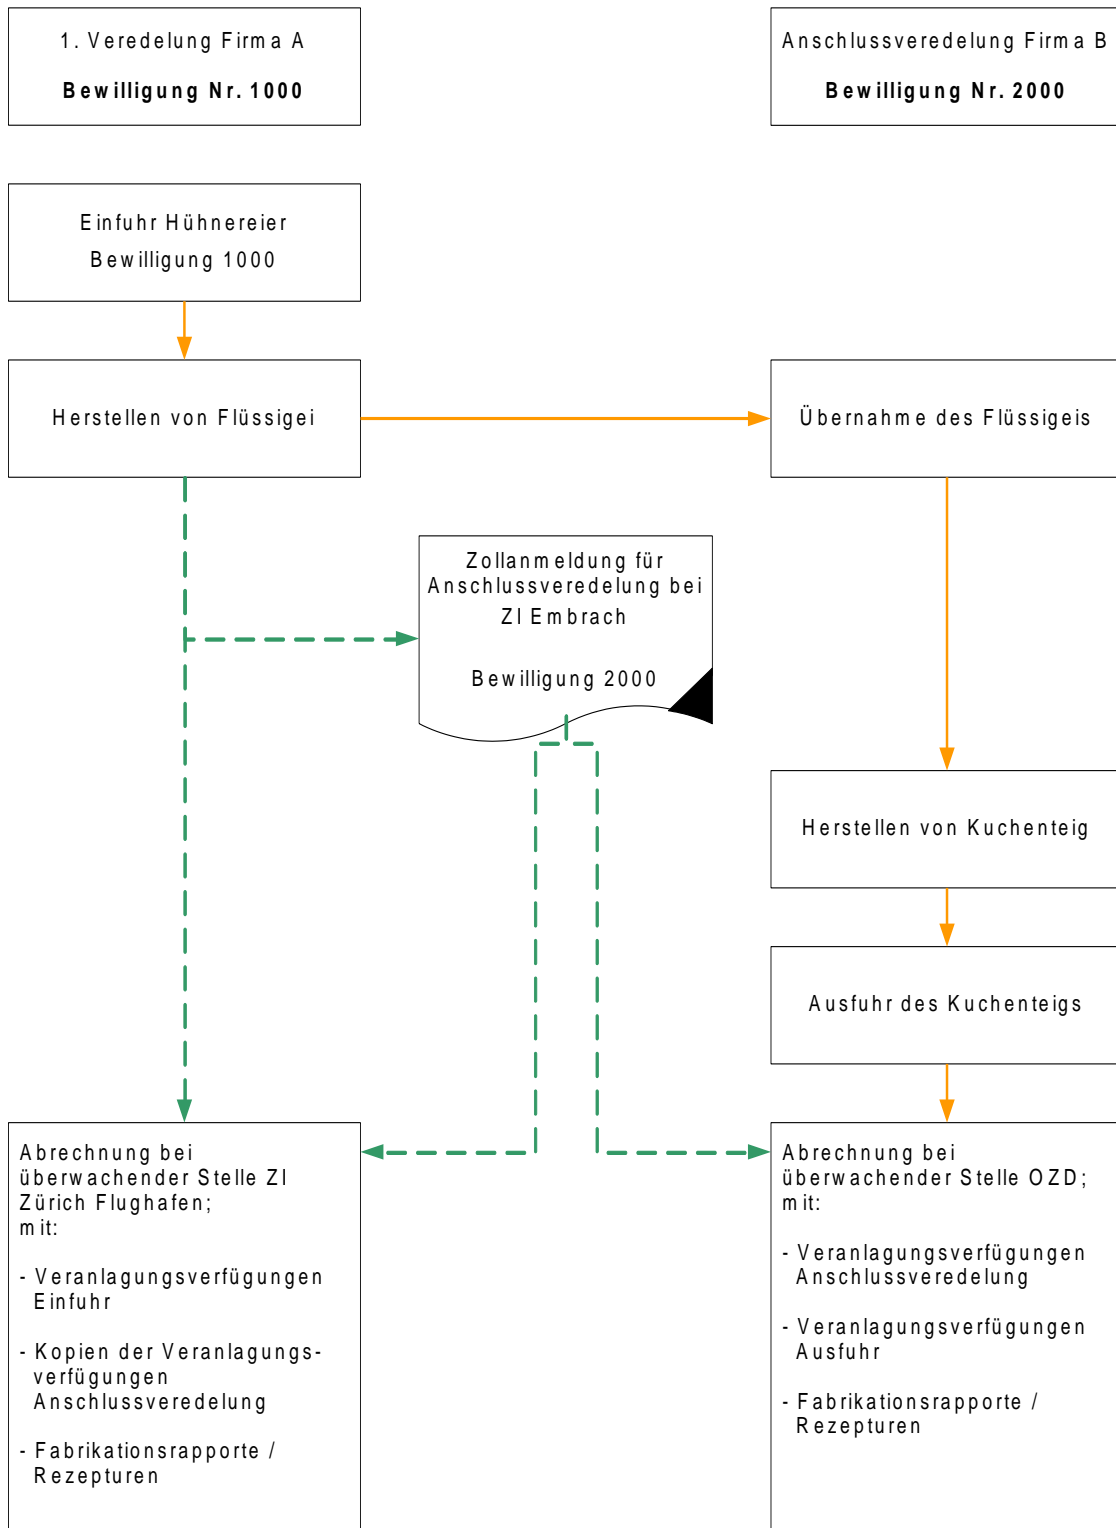 1. Veredelung Firma A
Bewilligung Nr. 1000
Anschlussveredelung Firma B
Bewilligung Nr. 2000
Einfuhr Hühnereier
Bewilligung 1000
Herstellen von Flüssigei
Übernahme des Flüssigeis
Zollanmeldung für
Anschlussveredelung bei
ZI Embrach
Bewilligung 2000
Herstellen von Kuchenteig
Ausfuhr des Kuchenteigs
Abrechnung bei
überwachender Stelle ZI
Zürich Flughafen;
mit:
- Veranlagungsverfügungen
Einfuhr
- Kopien der Veranlagungs-
verfügungen
Anschlussveredelung
- Fabrikationsrapporte /
Rezepturen
Abrechnung bei
überwachender Stelle OZD;
mit:
- Veranlagungsverfügungen
Anschlussveredelung
- Veranlagungsverfügungen
Ausfuhr
- Fabrikationsrapporte /
Rezepturen